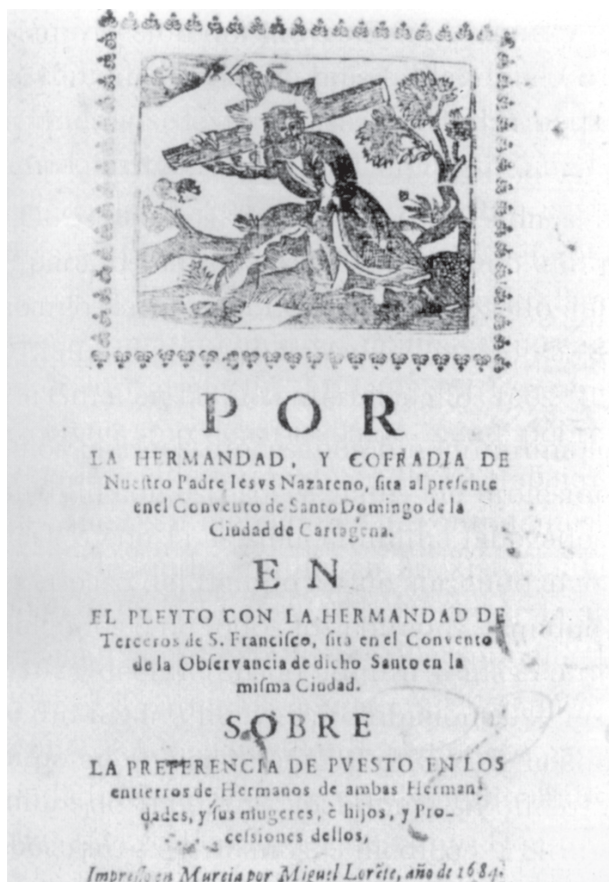 POR
LA HERMANDAD, Y COFRADIA DE
Nueſtro Padre Ieſvs Nazareno, ſita al preſente
enel Convento de Santo Domingo de la
Ciudad de Cartagena.
EN
EL PLEYTO CON LA HERMANDAD DE
Terceros de S. Franciſco, ſita en el Convento
de la Obſervancia de dicho Santo en la
miſma Ciudad.
SOBRE
LA PREFERENCIA DE PVESTO EN LOS
entierros de Hermanos de ambas Herman-
dades, y ſus mugeres, è hijos, y Pro-
ceſsiones dellos,
Impreſſo en Murcia por Miguel Lorête, año de 1684.